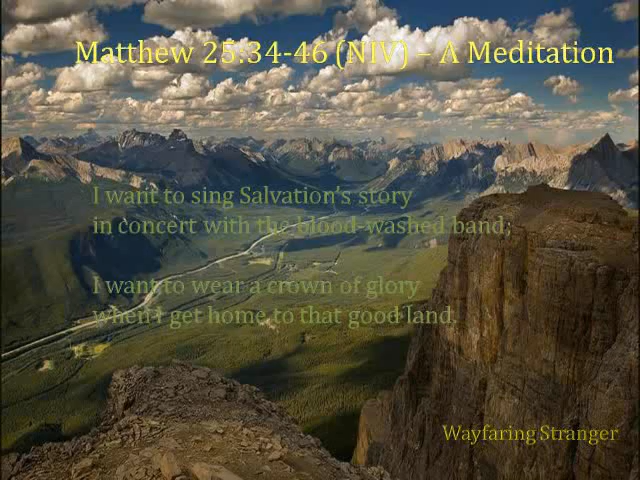 Matthew 25:34-46 (NIV) – A Meditation
I want to sing Salvation's story
in concert with the blood-washed band;
I want to wear a crown of glory
when I get home to that good land.
Wayfaring Stranger